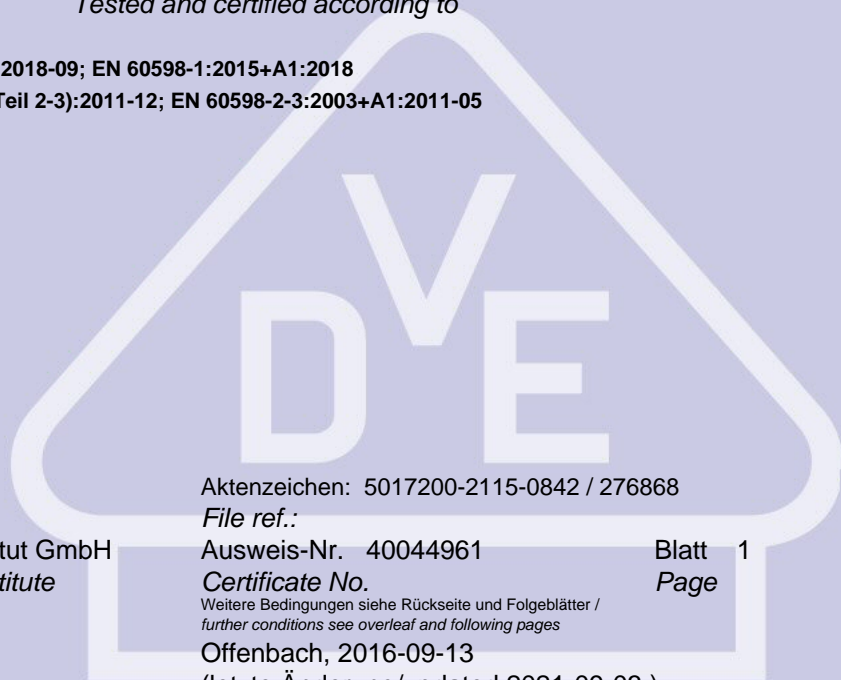 Tested and certified according to
2018-09; EN 60598-1:2015+A1:2018
Teil 2-3):2011-12; EN 60598-2-3:2003+A1:2011-05
VDE
Aktenzeichen: 5017200-2115-0842 / 276868
File ref.:
tut GmbH Ausweis-Nr. 40044961 Blatt 1
titute Certificate No. Page
Weitere Bedingungen siehe Rückseite und Folgeblätter /
further conditions see overleaf and following pages
Offenbach, 2016-09-13